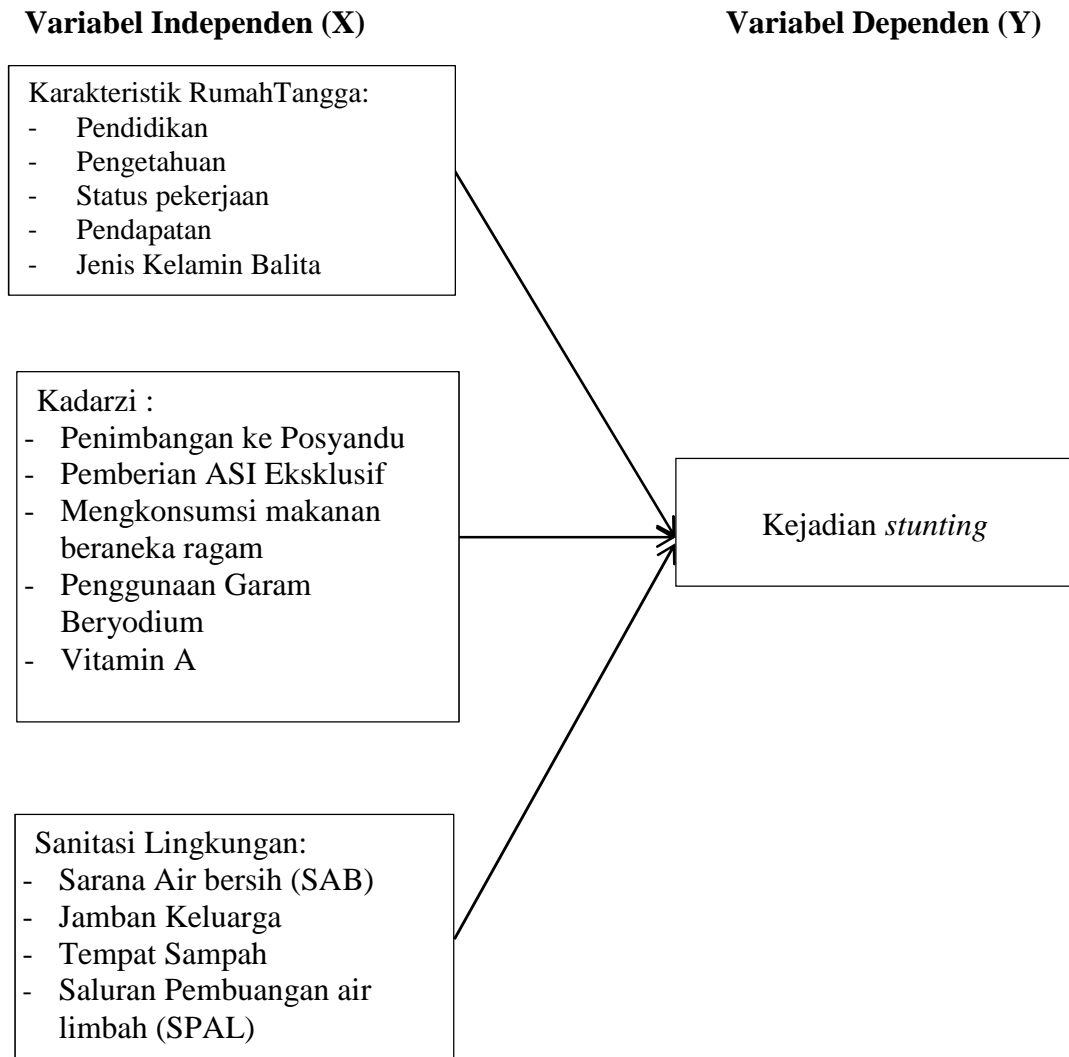 Variabel Independen (X)
Variabel Dependen (Y)
Karakteristik RumahTangga:
- Pendidikan
- Pengetahuan
- Status pekerjaan
- Pendapatan
- Jenis Kelamin Balita
Kadarzi :
- Penimbangan ke Posyandu
- Pemberian ASI Eksklusif
- Mengkonsumsi makanan
beraneka ragam
- Penggunaan Garam
Beryodium
- Vitamin A
Kejadian stunting
Sanitasi Lingkungan:
- Sarana Air bersih (SAB)
- Jamban Keluarga
- Tempat Sampah
- Saluran Pembuangan air
limbah (SPAL)